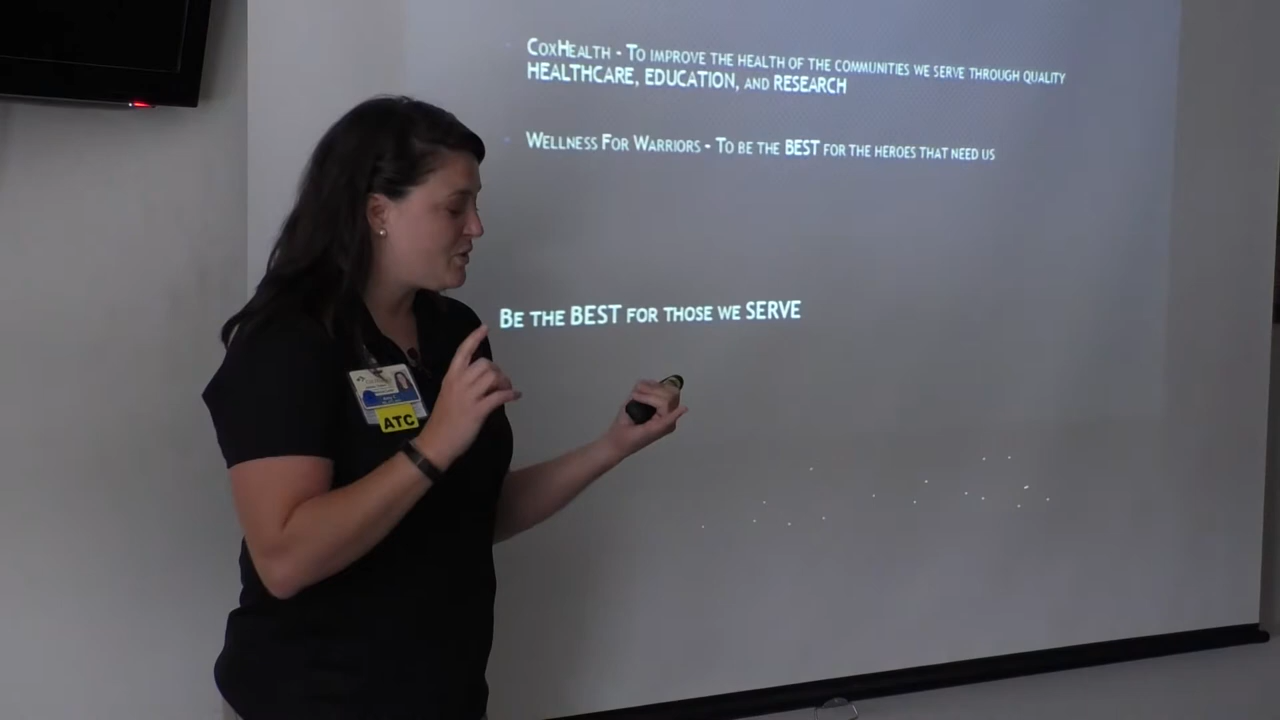 CoxHealth - To improve the health of the communities we serve through quality
HEALTHCARE, EDUCATION, and RESEARCH
Wellness For Warriors - To be the BEST for the heroes that need us
Be the BEST for those we SERVE
ATC